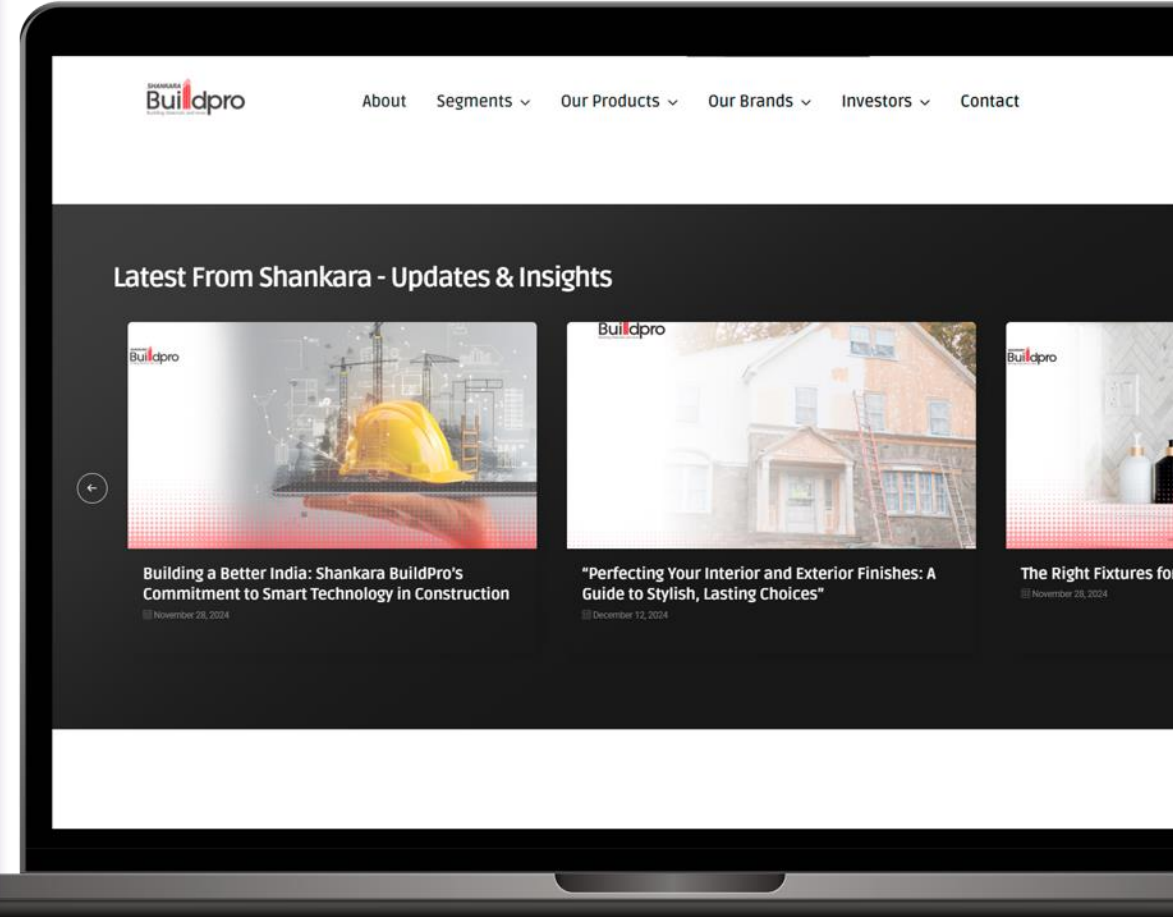 SHANKARA
Buildpro
About Segments Our Products Our Brands Investors Contact
Latest From Shankara - Updates & Insights
Buildpro
Buildpro
Buildpro
Building a Better India: Shankara BuildPro's
Commitment to Smart Technology in Construction
November 28, 2024
"Perfecting Your Interior and Exterior Finishes: A
Guide to Stylish, Lasting Choices"
December 12, 2024
The Right Fixtures for
November 28, 2024